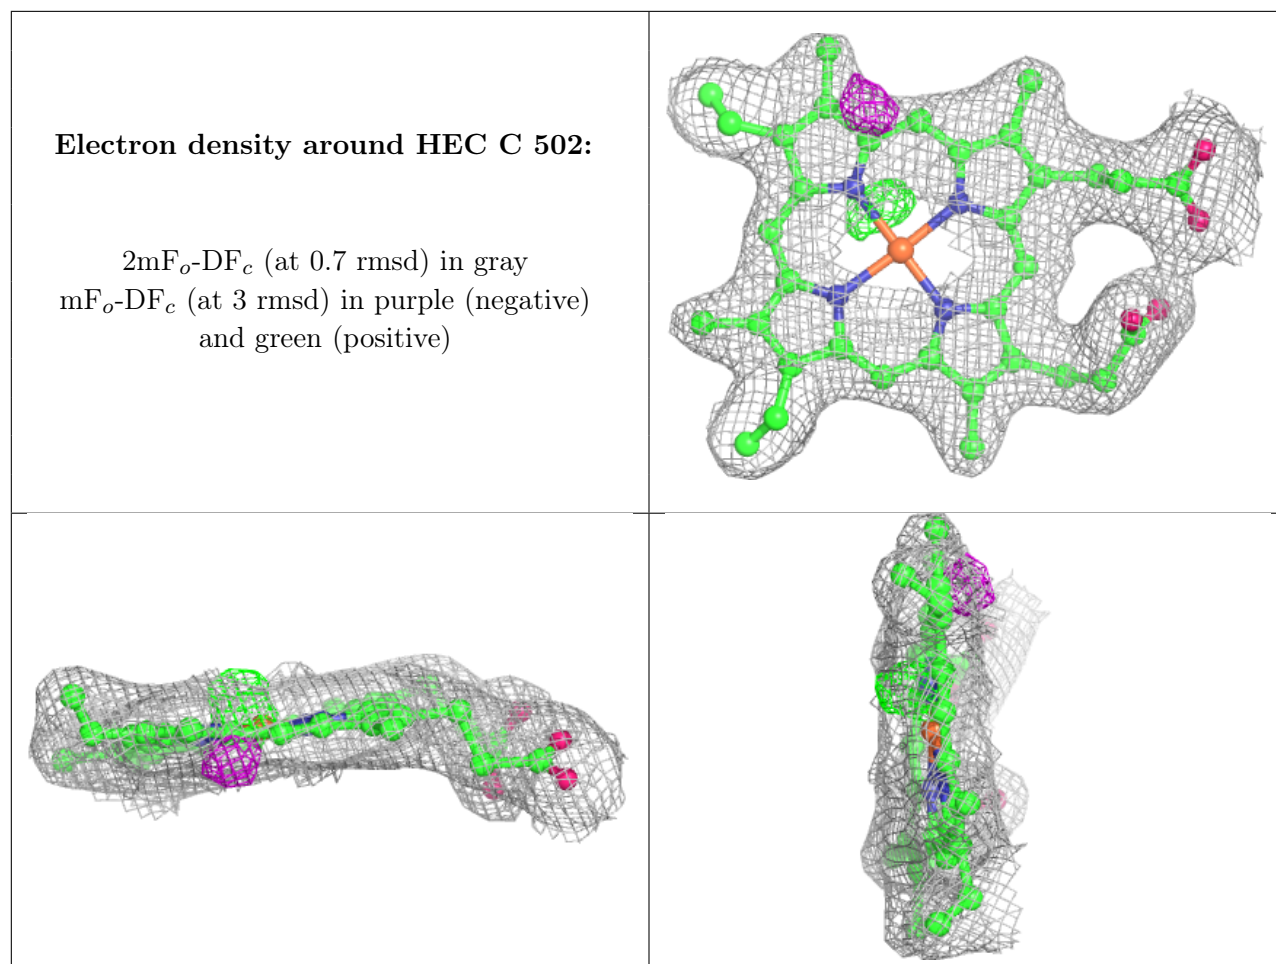 Electron density around HEC C 502:
2mFo-DFc (at 0.7 rmsd) in gray
mFo-DFc (at 3 rmsd) in purple (negative)
and green (positive)